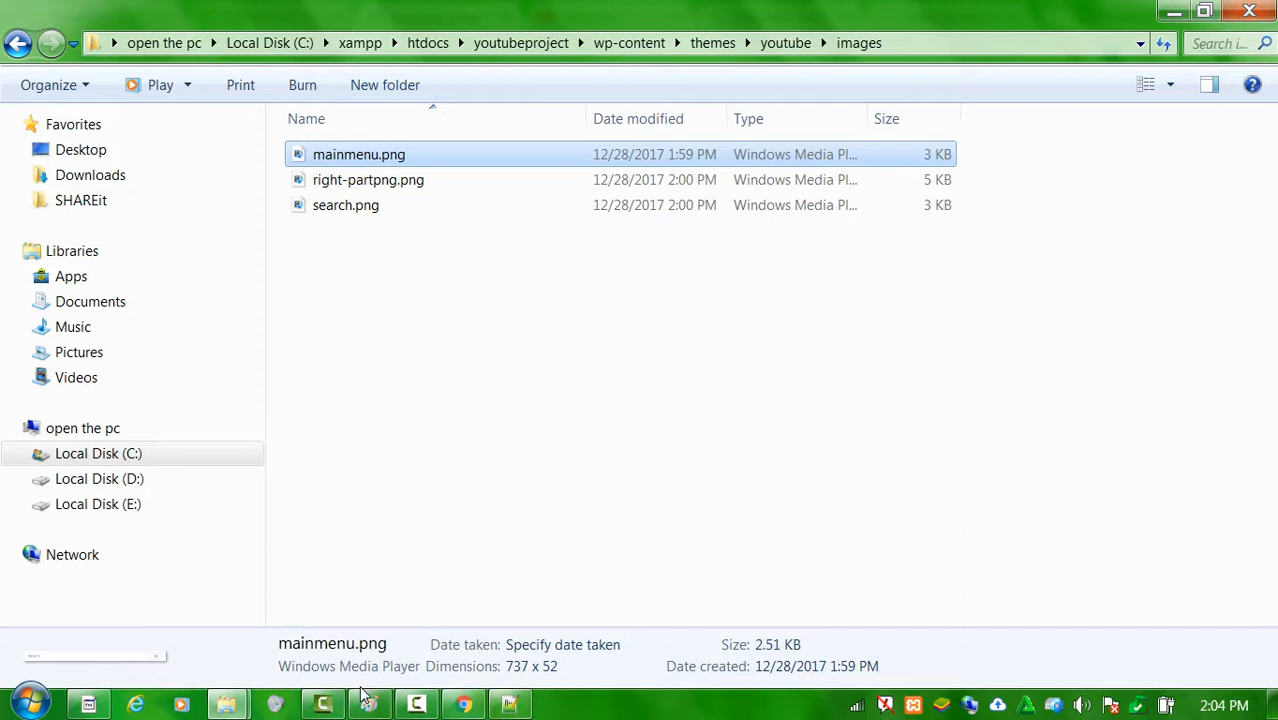 open the pc Local Disk (C:) xampp htdocs youtubeproject wp-content themes youtube images Search i...
Organize Play Print Burn New folder
Name Date modified Type Size
mainmenu.png 12/28/2017 1:59 PM Windows Media Pl... 3 KB
right-partpng.png 12/28/2017 2:00 PM Windows Media Pl... 5 KB
search.png 12/28/2017 2:00 PM Windows Media Pl... 3 KB
Favorites
Desktop
Downloads
SHAREit
Libraries
Apps
Documents
Music
Pictures
Videos
open the pc
Local Disk (C:)
Local Disk (D:)
Local Disk (E:)
Network
mainmenu.png Date taken: Specify date taken Size: 2.51 KB
Windows Media Player Dimensions: 737 x 52 Date created: 12/28/2017 1:59 PM
2:04 PM